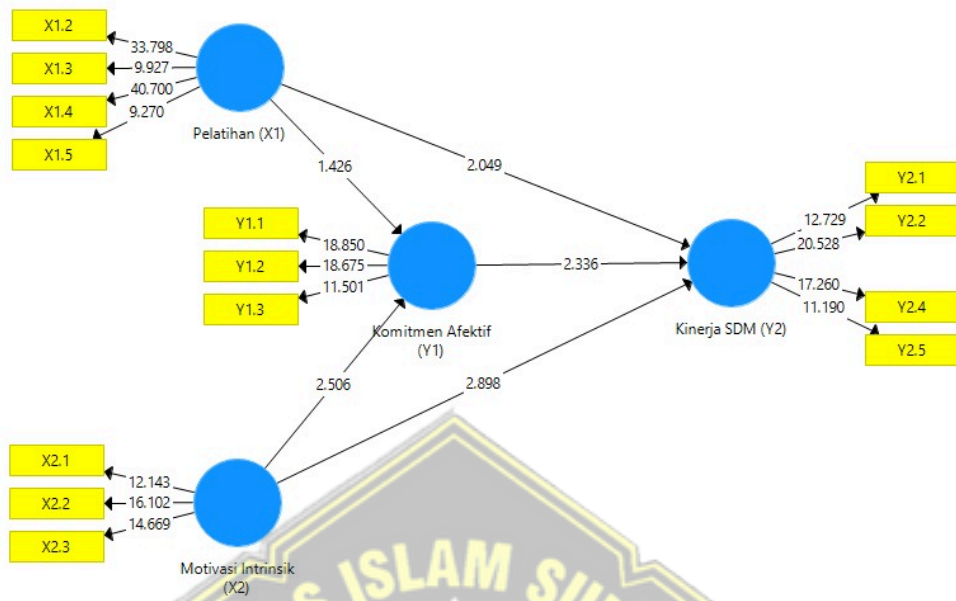 X1.2
33.798
X1.3
9.927
X1.4
40.700
X1.5
9.270
Pelatihan (X1)
1.426
2.049
Y1.1
18.850
Y1.2
18.675
Y1.3
11.501
Komitmen Afektif
(Y1)
2.336
Y2.1
12.729
Y2.2
20.528
Y2.4
17.260
Y2.5
11.190
Kinerja SDM (Y2)
2.506
2.898
X2.1
12.143
X2.2
16.102
X2.3
14.669
Motivasi Intrinsik
(X2)
ISLAM